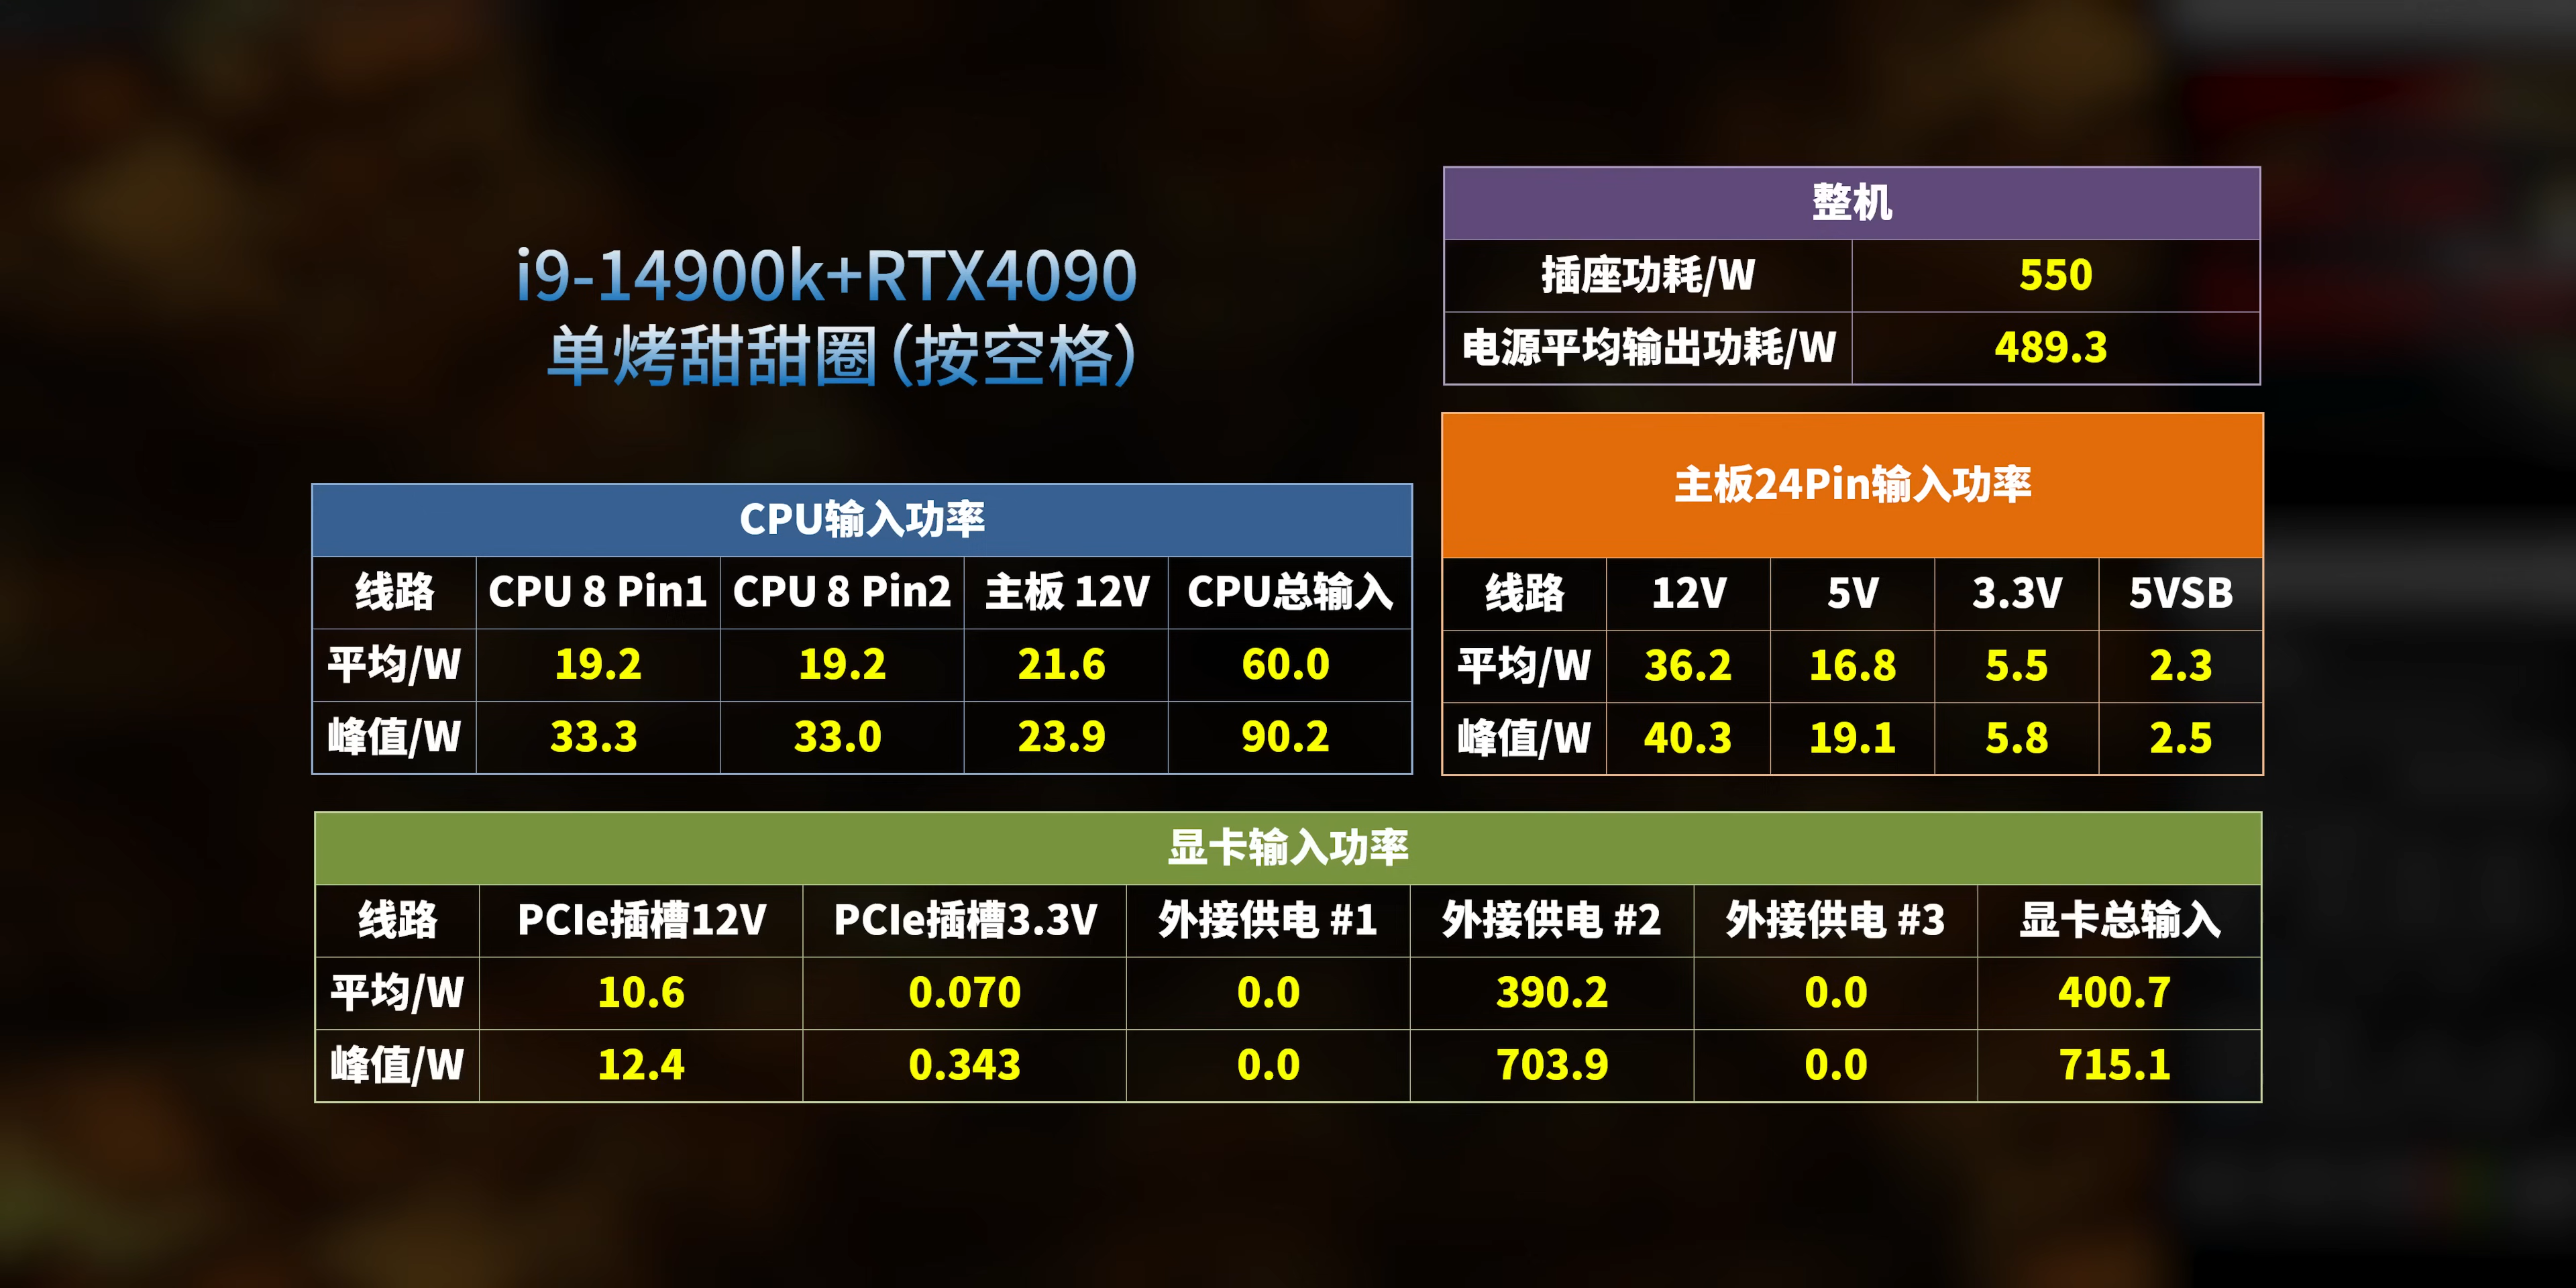 i9-14900k+RTX4090
单烤甜甜圈（按空格）
整机
插座功耗/W 550
电源平均输出功耗/W 489.3
CPU输入功率
线路 CPU 8 Pin1 CPU 8 Pin2 主板 12V CPU总输入
平均/W 19.2 19.2 21.6 60.0
峰值/W 33.3 33.0 23.9 90.2
主板24Pin输入功率
线路 12V 5V 3.3V 5VSB
平均/W 36.2 16.8 5.5 2.3
峰值/W 40.3 19.1 5.8 2.5
显卡输入功率
线路 PCIe插槽12V PCIe插槽3.3V 外接供电 #1 外接供电 #2 外接供电 #3 显卡总输入
平均/W 10.6 0.070 0.0 390.2 0.0 400.7
峰值/W 12.4 0.343 0.0 703.9 0.0 715.1